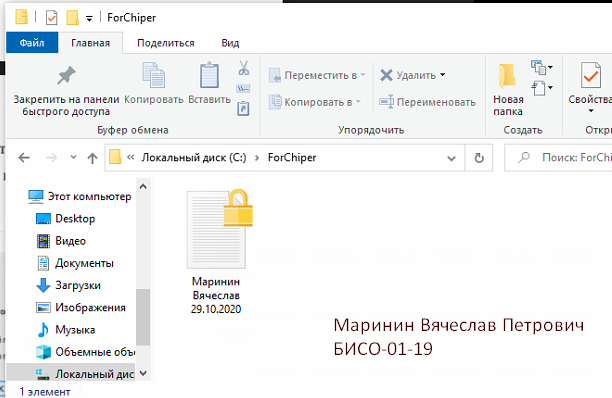 ForChiper
Файл Главная Поделиться Вид
Закрепить на панели быстрого доступа
Копировать
Вставить
Переместить в
Копировать в
Удалить
Переименовать
Новая папка
Свойства
Буфер обмена
Упорядочить
Создать
Откры
« Локальный диск (C:) > ForChiper
Поиск: ForChi
Этот компьютер
Desktop
Видео
Документы
Загрузки
Изображения
Музыка
Объемные объе
Локальный дис
Маринин
Вячеслав
29.10.2020
Маринин Вячеслав Петрович
БИСО-01-19
1 элемент